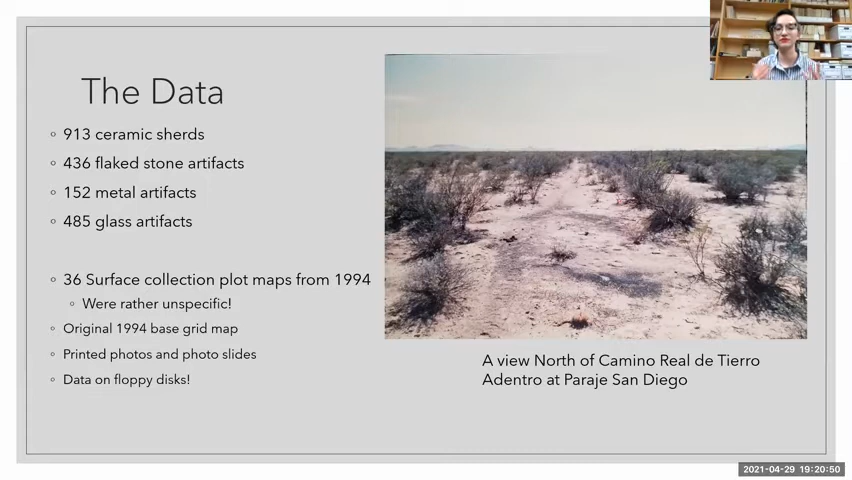 The Data
913 ceramic sherds
436 flaked stone artifacts
152 metal artifacts
485 glass artifacts
36 Surface collection plot maps from 1994
Were rather unspecific!
Original 1994 base grid map
Printed photos and photo slides
Data on floppy disks!
A view North of Camino Real de Tierro
Adentro at Paraje San Diego
2021-04-29 19:20:50